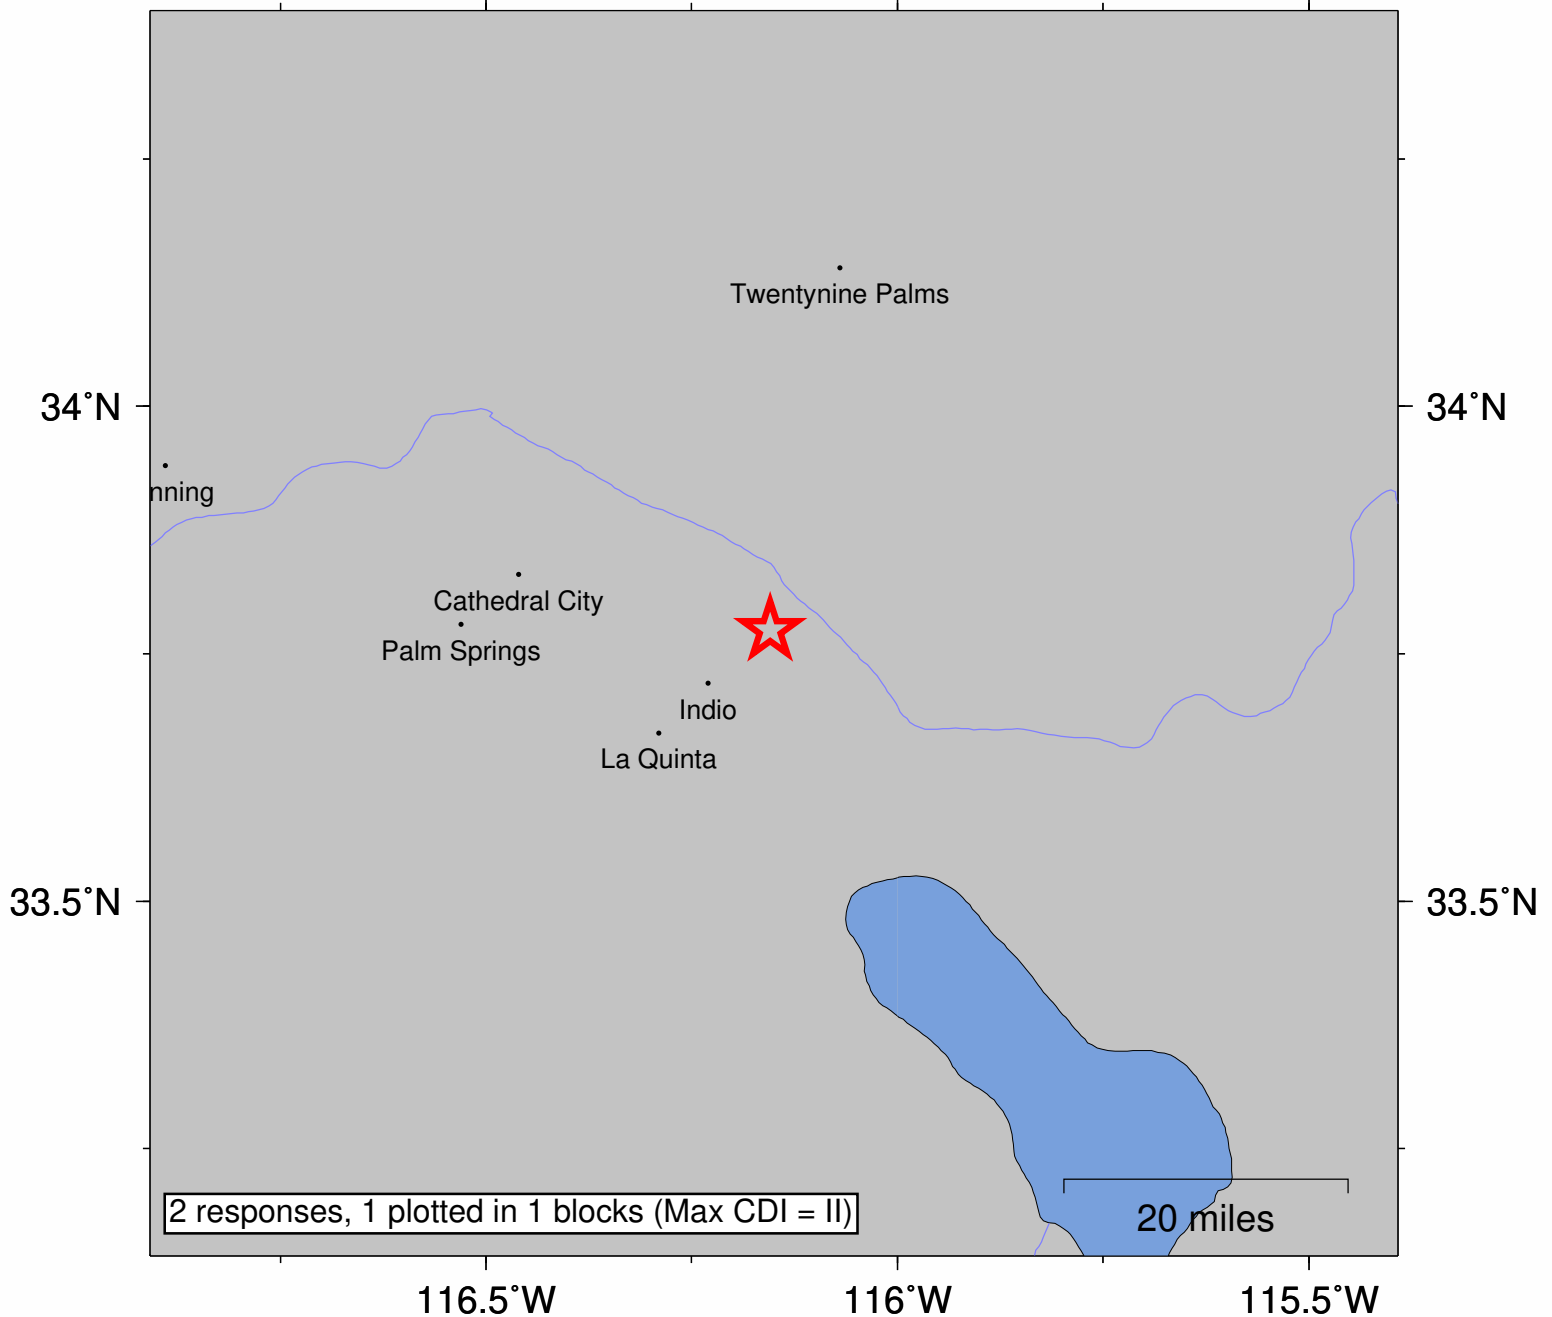 Twentynine Palms
34°N
34°N
nning
Cathedral City
Palm Springs
Indio
La Quinta
33.5°N
33.5°N
2 responses, 1 plotted in 1 blocks (Max CDI = II)
20 miles
116.5°W
116°W
115.5°W